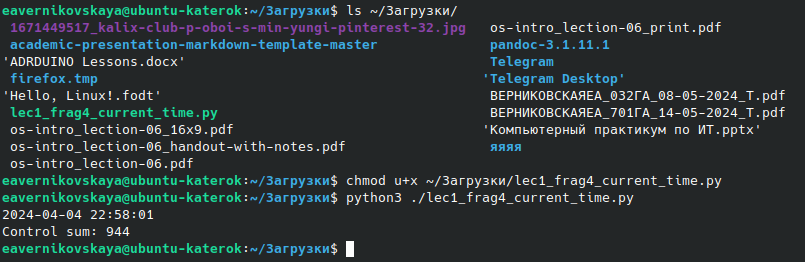 eavernikovskaya@ubuntu-katerok:~/Загрузки$ ls ~/Загрузки/
1671449517_kalix-club-p-oboi-s-min-yungi-pinterest-32.jpg os-intro_lection-06_print.pdf
academic-presentation-markdown-template-master pandoc-3.1.11.1
'ADRDUINO Lessons.docx' Telegram
firefox.tmp 'Telegram Desktop'
'Hello, Linux!.fodt' ВЕРНИКОВСКАЯЕА_032ГА_08-05-2024_T.pdf
lec1_frag4_current_time.py ВЕРНИКОВСКАЯЕА_701ГА_14-05-2024_T.pdf
os-intro_lection-06_16x9.pdf 'Компьютерный практикум по ИТ.pptx'
os-intro_lection-06_handout-with-notes.pdf яяяя
os-intro_lection-06.pdf
eavernikovskaya@ubuntu-katerok:~/Загрузки$ chmod u+x ~/Загрузки/lec1_frag4_current_time.py
eavernikovskaya@ubuntu-katerok:~/Загрузки$ python3 ./lec1_frag4_current_time.py
2024-04-04 22:58:01
Control sum: 944
eavernikovskaya@ubuntu-katerok:~/Загрузки$